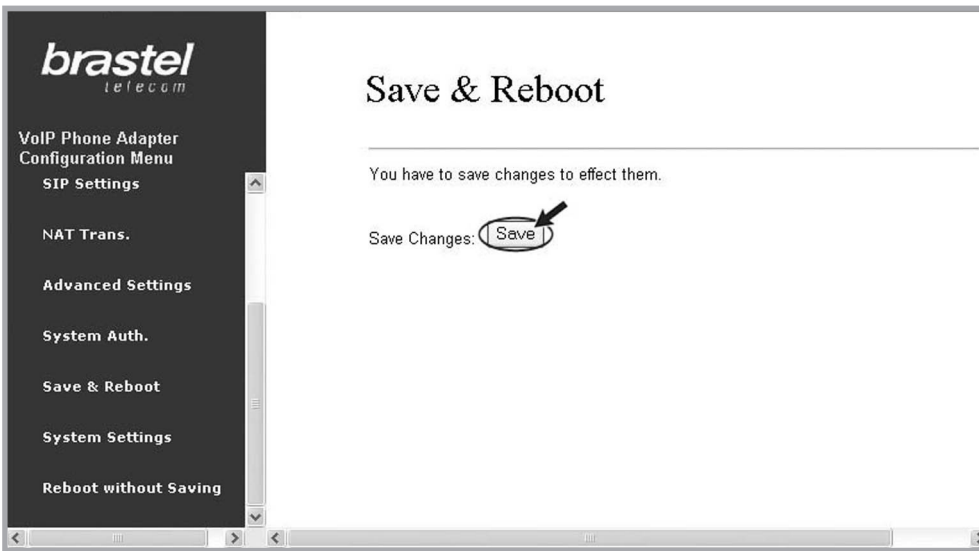 brastel
telecom
VoIP Phone Adapter
Configuration Menu
SIP Settings
NAT Trans.
Advanced Settings
System Auth.
Save & Reboot
System Settings
Reboot without Saving
Save & Reboot
You have to save changes to effect them.
Save Changes: Save